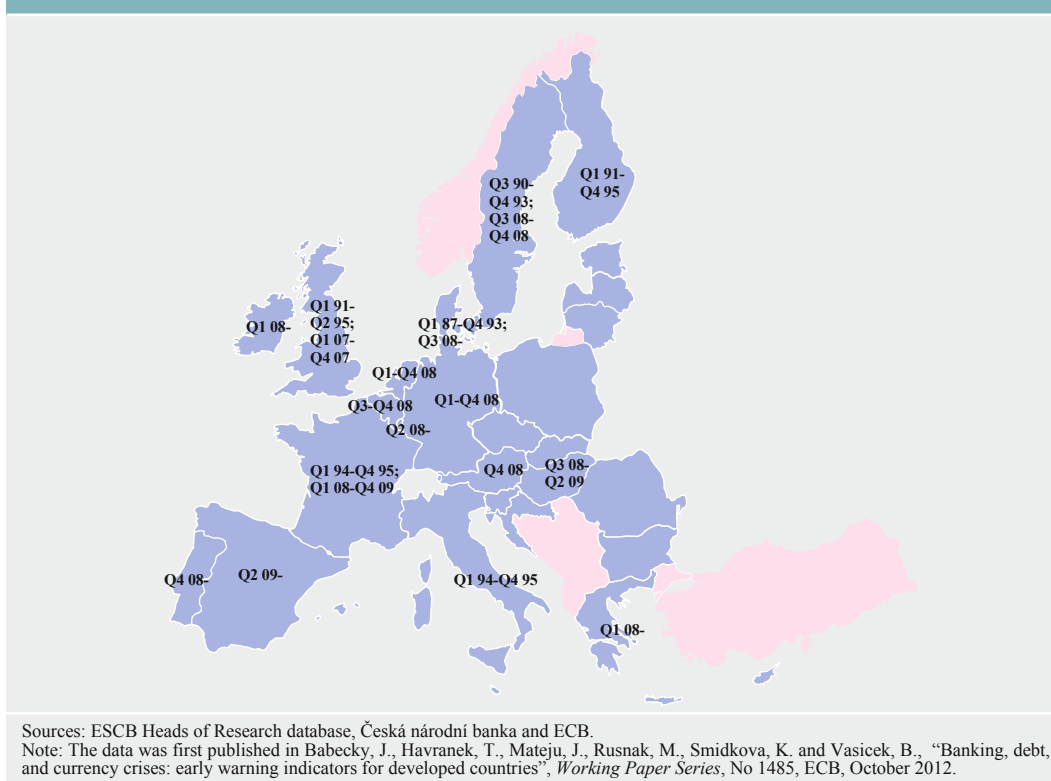 Q3 90-
Q4 93;
Q3 08-
Q4 08
Q1 91-
Q4 95
Q1 08-
Q1 91-
Q2 95;
Q1 07-
Q4 07
Q1 87-Q4 93;
Q3 08-
Q1-Q4 08
Q3-Q4 08
Q1-Q4 08
Q2 08-
Q1 94-Q4 95;
Q1 08-Q4 09
Q4 08
Q3 08-
Q2 09
Q4 08-
Q2 09-
Q1 94-Q4 95
Q1 08-
Sources: ESCB Heads of Research database, Česká národní banka and ECB.
Note: The data was first published in Babecky, J., Havranek, T., Mateju, J., Rusnak, M., Smidkova, K. and Vasicek, B., “Banking, debt,
and currency crises: early warning indicators for developed countries”, Working Paper Series, No 1485, ECB, October 2012.